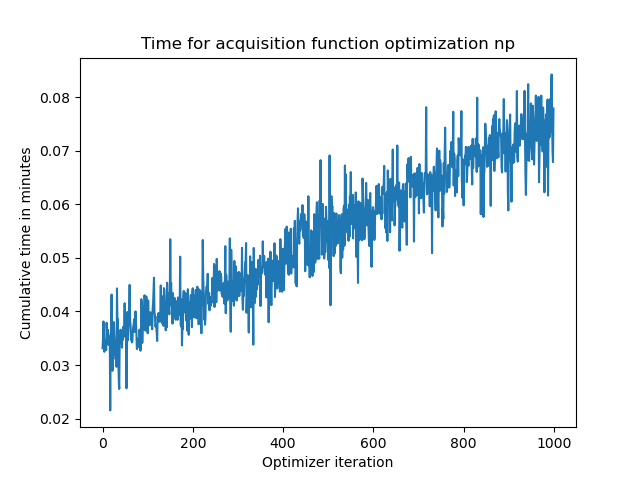 Time for acquisition function optimization np
Cumulative time in minutes
0.08
0.07
0.06
0.05
0.04
0.03
0.02
0 200 400 600 800 1000
Optimizer iteration